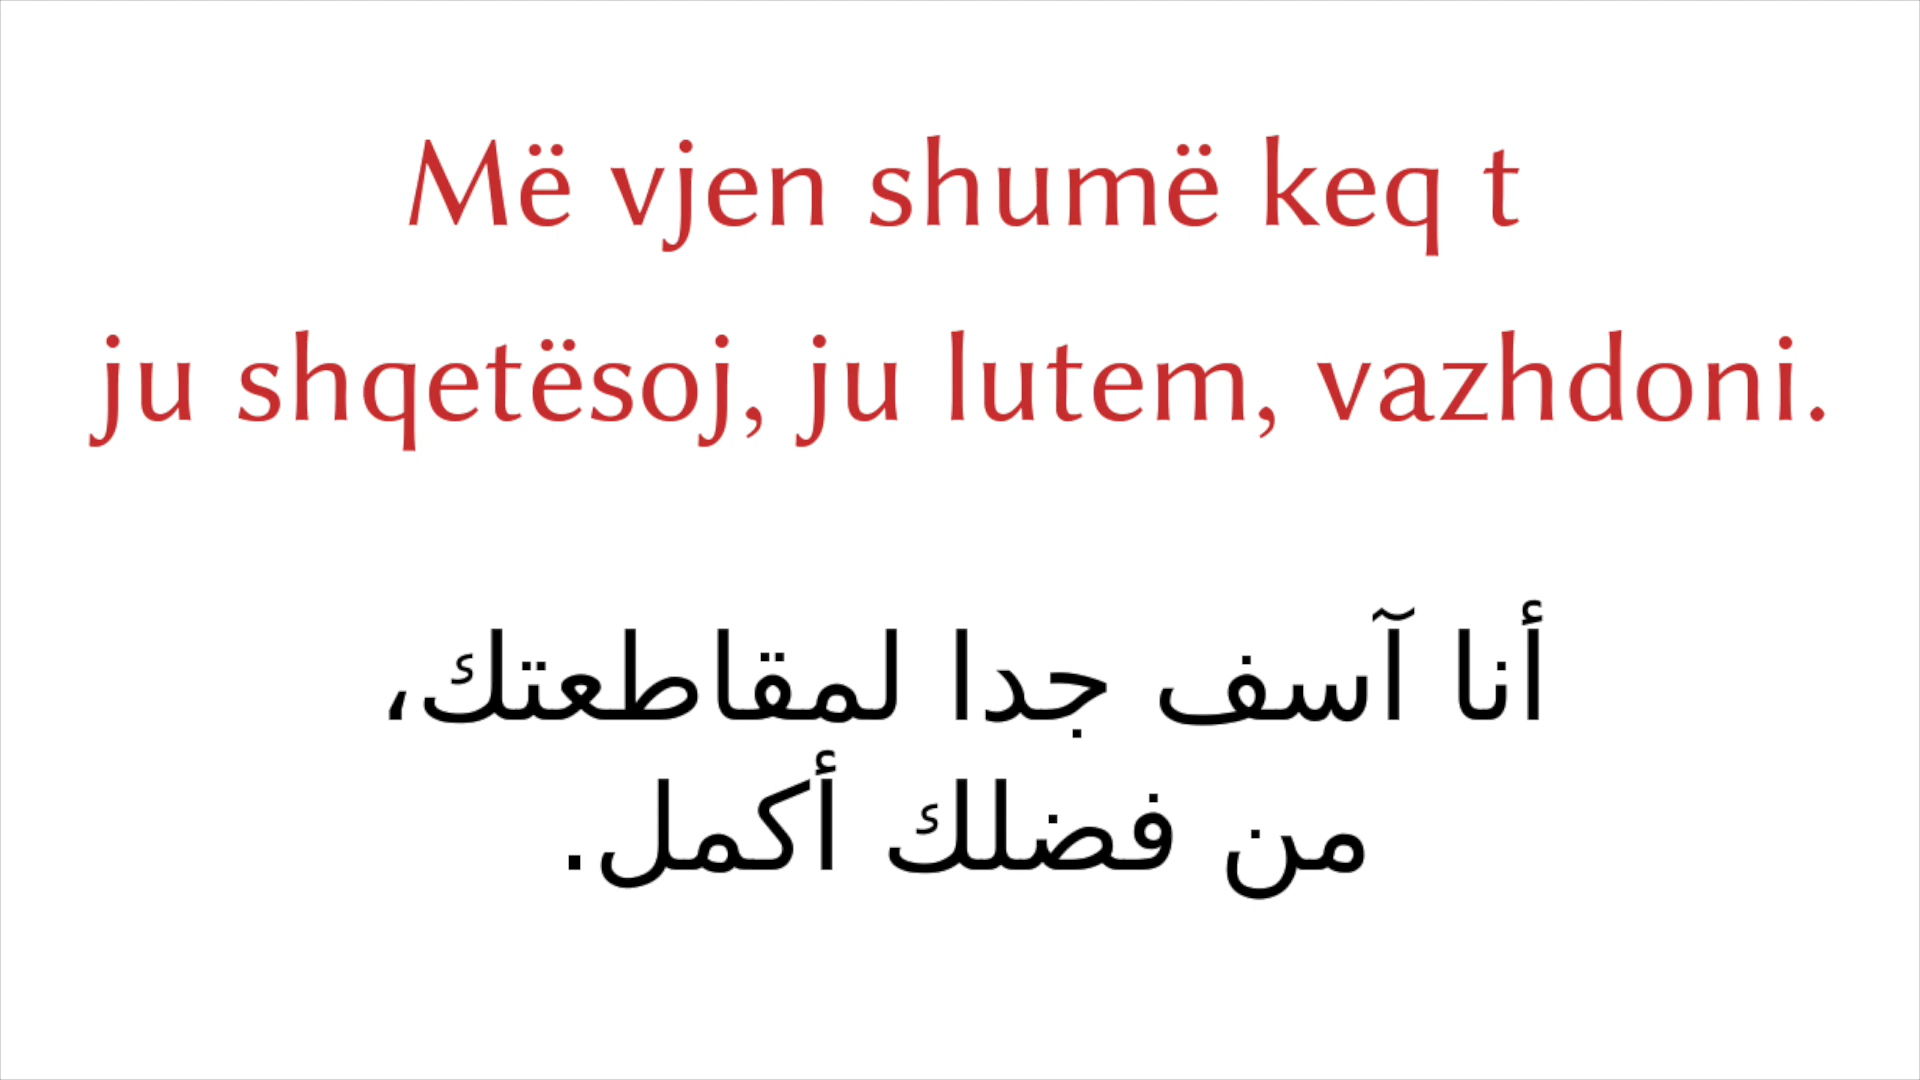 Më vjen shumë keq t
ju shqetësoj, ju lutem, vazhdoni.
أنا آسف جدا لمقاطعتك،
من فضلك أكمل.